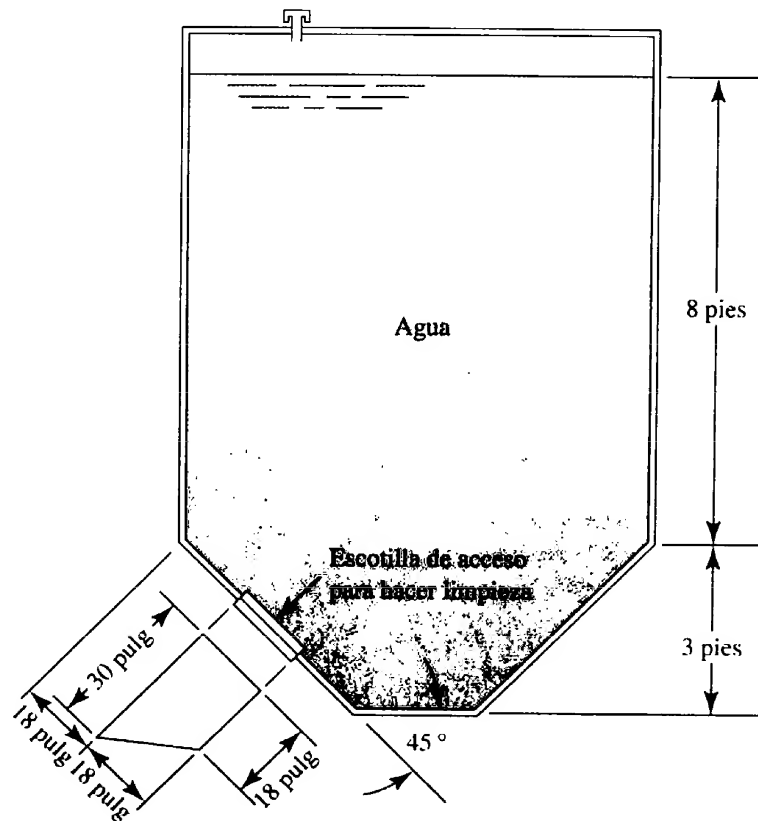 8 pies
Agua
Escotilla de acceso
para hacer limpieza
3 pies
30 pulg
18 pulg
18 pulg
18 pulg
45°